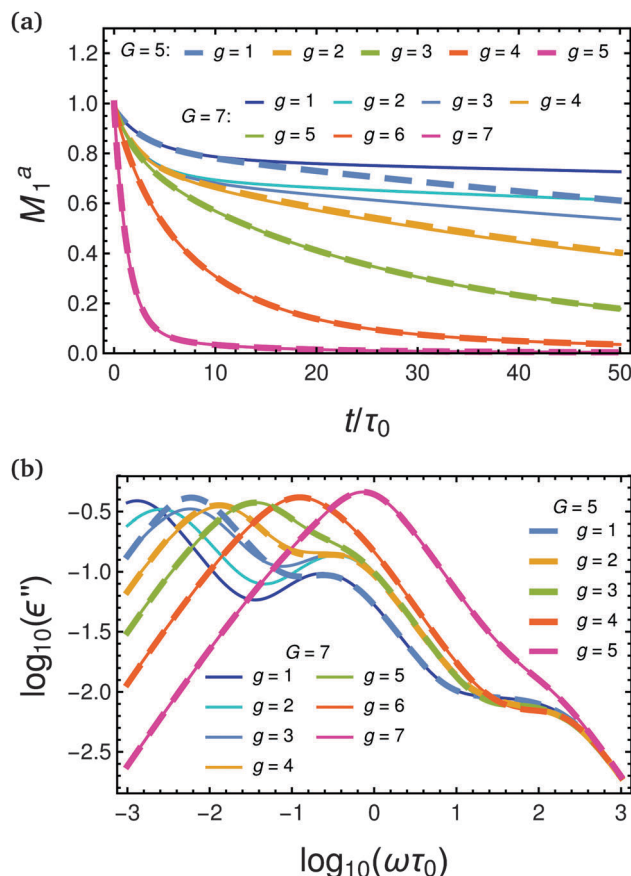 (a)
G = 5: g = 1 g = 2 g = 3 g = 4 g = 5
G = 7: g = 1 g = 2 g = 3 g = 4
g = 5 g = 6 g = 7
1.2
1.0
0.8
0.6
0.4
0.2
0.0
M₁ᵃ
0 10 20 30 40 50
t/τ₀
(b)
−0.5
−1.0
−1.5
−2.0
−2.5
log₁₀(ϵ'')
G = 5
g = 1
g = 2
g = 3
g = 4
g = 5
G = 7
g = 1 g = 5
g = 2 g = 6
g = 3 g = 7
g = 4
−3 −2 −1 0 1 2 3
log₁₀(ωτ₀)